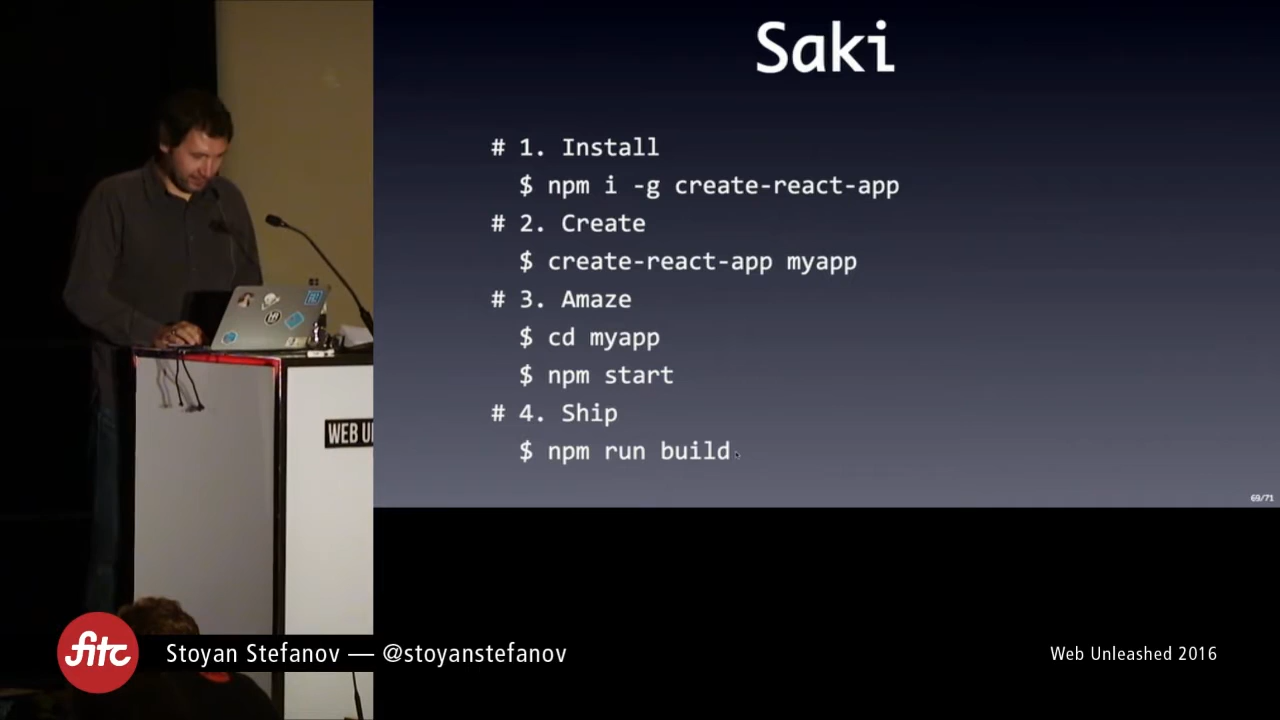 Saki
# 1. Install
$ npm i -g create-react-app
# 2. Create
$ create-react-app myapp
# 3. Amaze
$ cd myapp
$ npm start
# 4. Ship
$ npm run build
69/71
WEB U
fitc
Stoyan Stefanov — @stoyanstefanov
Web Unleashed 2016